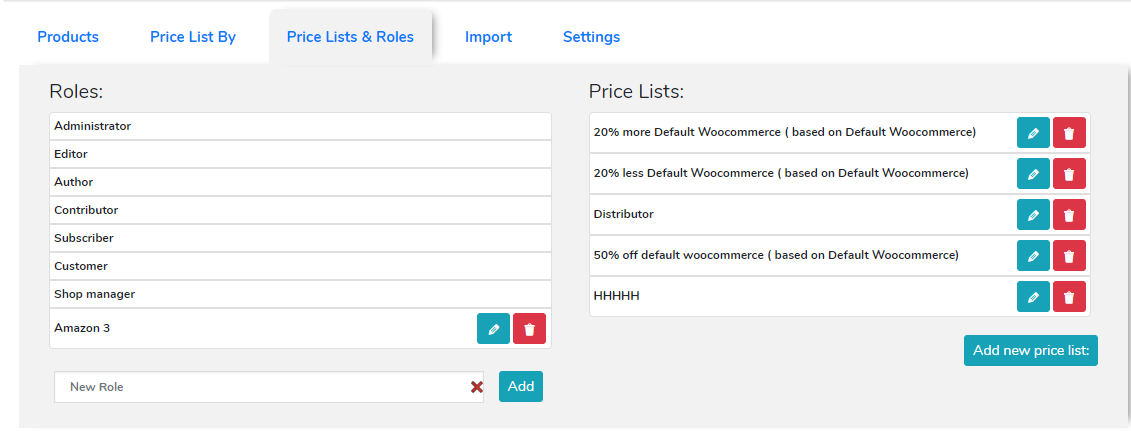 Products Price List By Price Lists & Roles Import Settings
Roles:
Administrator
Editor
Author
Contributor
Subscriber
Customer
Shop manager
Amazon 3
New Role
Add
Price Lists:
20% more Default Woocommerce ( based on Default Woocommerce)
20% less Default Woocommerce ( based on Default Woocommerce)
Distributor
50% off default woocommerce ( based on Default Woocommerce)
HHHHH
Add new price list: